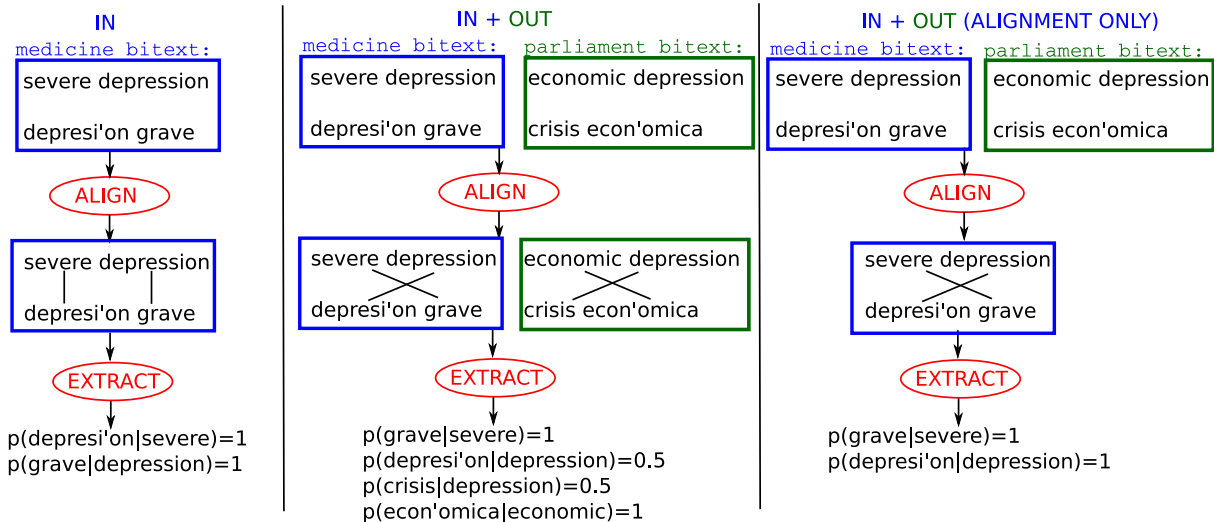 IN
medicine bitext:
severe depression
depresi'on grave
ALIGN
severe depression
depresi'on grave
EXTRACT
p(depresi'on|severe)=1
p(grave|depression)=1
IN + OUT
medicine bitext: parliament bitext:
severe depression economic depression
depresi'on grave crisis econ'omica
ALIGN
severe depression economic depression
depresi'on grave crisis econ'omica
EXTRACT
p(grave|severe)=1
p(depresi'on|depression)=0.5
p(crisis|depression)=0.5
p(econ'omica|economic)=1
IN + OUT (ALIGNMENT ONLY)
medicine bitext: parliament bitext:
severe depression economic depression
depresi'on grave crisis econ'omica
ALIGN
severe depression
depresi'on grave
EXTRACT
p(grave|severe)=1
p(depresi'on|depression)=1